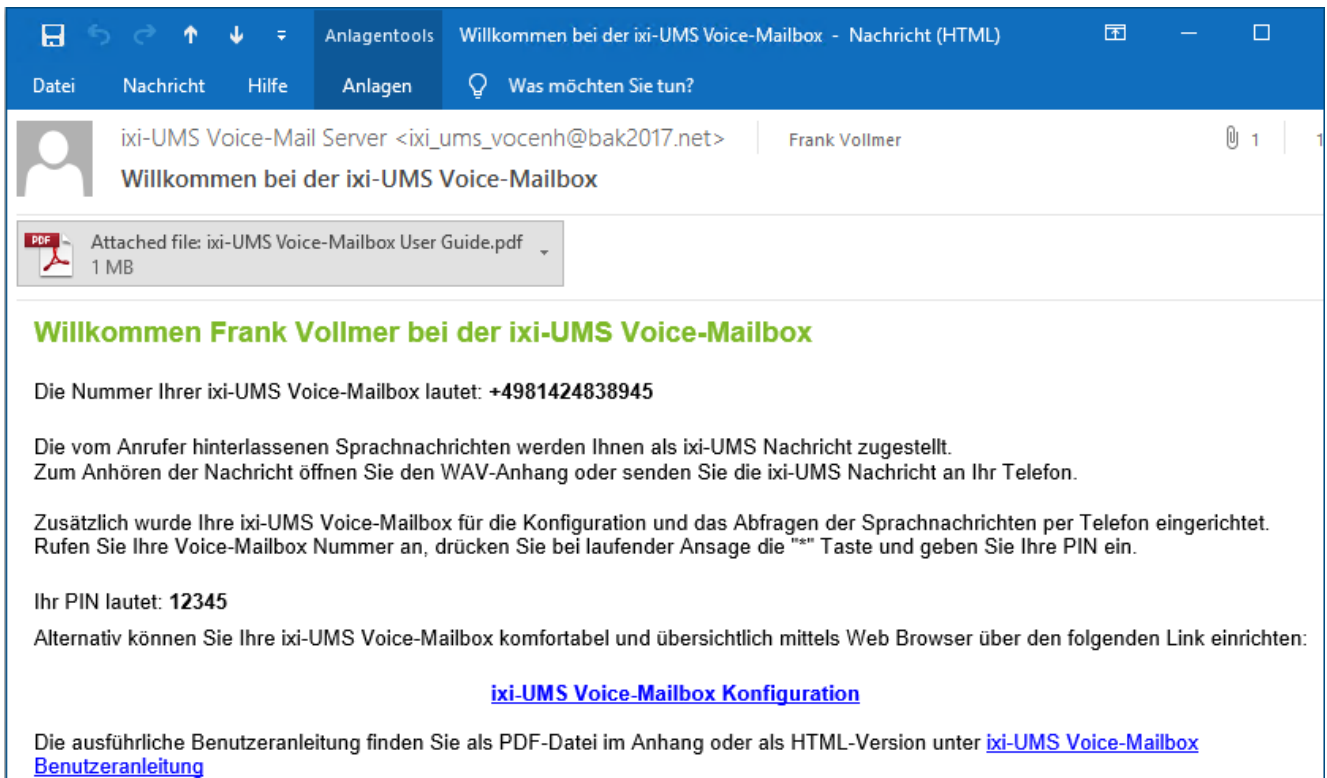 Anlagentools Willkommen bei der ixi-UMS Voice-Mailbox - Nachricht (HTML)
Datei Nachricht Hilfe Anlagen Was möchten Sie tun?
ixi-UMS Voice-Mail Server <ixi_ums_vocenh@bak2017.net> Frank Vollmer 1 1
Willkommen bei der ixi-UMS Voice-Mailbox
PDF Attached file: ixi-UMS Voice-Mailbox User Guide.pdf
1 MB
Willkommen Frank Vollmer bei der ixi-UMS Voice-Mailbox
Die Nummer Ihrer ixi-UMS Voice-Mailbox lautet: +4981424838945
Die vom Anrufer hinterlassenen Sprachnachrichten werden Ihnen als ixi-UMS Nachricht zugestellt.
Zum Anhören der Nachricht öffnen Sie den WAV-Anhang oder senden Sie die ixi-UMS Nachricht an Ihr Telefon.
Zusätzlich wurde Ihre ixi-UMS Voice-Mailbox für die Konfiguration und das Abfragen der Sprachnachrichten per Telefon eingerichtet.
Rufen Sie Ihre Voice-Mailbox Nummer an, drücken Sie bei laufender Ansage die "*" Taste und geben Sie Ihre PIN ein.
Ihr PIN lautet: 12345
Alternativ können Sie Ihre ixi-UMS Voice-Mailbox komfortabel und übersichtlich mittels Web Browser über den folgenden Link einrichten:
ixi-UMS Voice-Mailbox Konfiguration
Die ausführliche Benutzeranleitung finden Sie als PDF-Datei im Anhang oder als HTML-Version unter ixi-UMS Voice-Mailbox
Benutzeranleitung